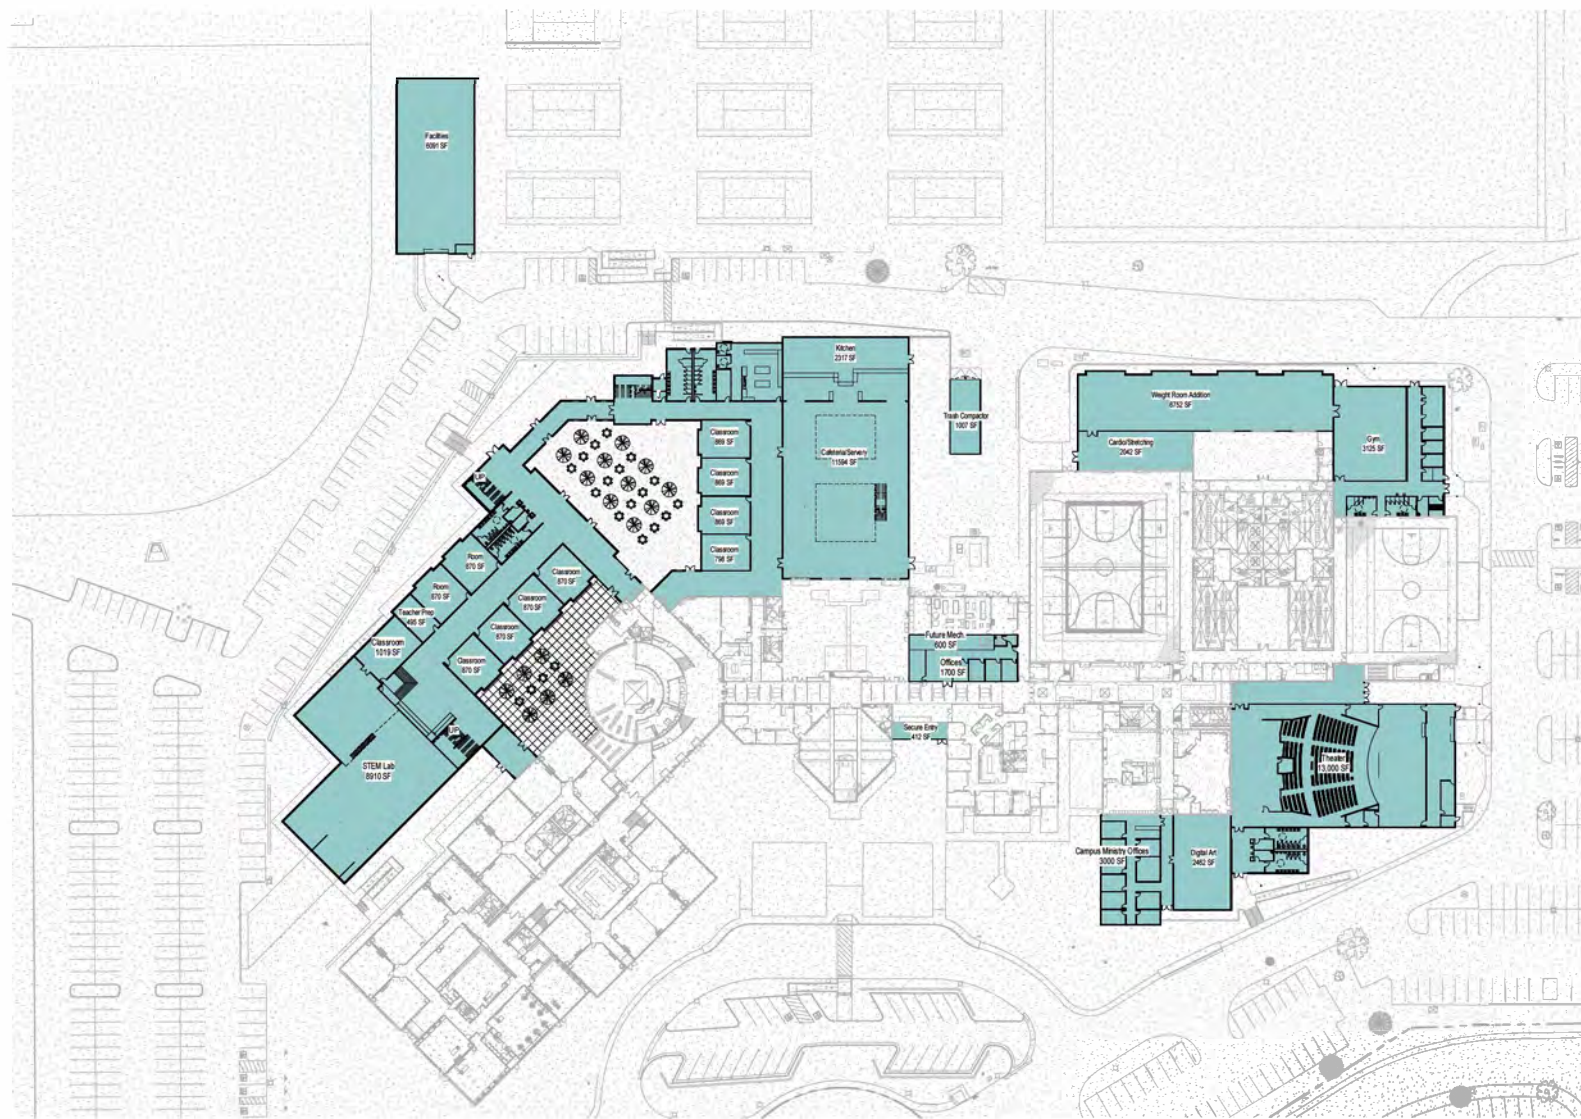 Facilities
6091 SF
Kitchen
2317 SF
Weight Room Addition
6752 SF
Trash Compactor
1007 SF
Classroom
869 SF
Cardio/Stretching
2042 SF
Gym
3125 SF
Cafeteria/Servery
11594 SF
Classroom
869 SF
UP
Classroom
869 SF
Classroom
796 SF
Room
870 SF
Classroom
870 SF
Room
870 SF
Classroom
870 SF
Teacher Prep
495 SF
Classroom
870 SF
Classroom
1019 SF
Classroom
870 SF
Future Mech.
600 SF
Offices
1700 SF
UP
Secure Entry
412 SF
STEM Lab
8910 SF
Theater
13,000 SF
Campus Ministry Offices
3000 SF
Digital Art
2462 SF